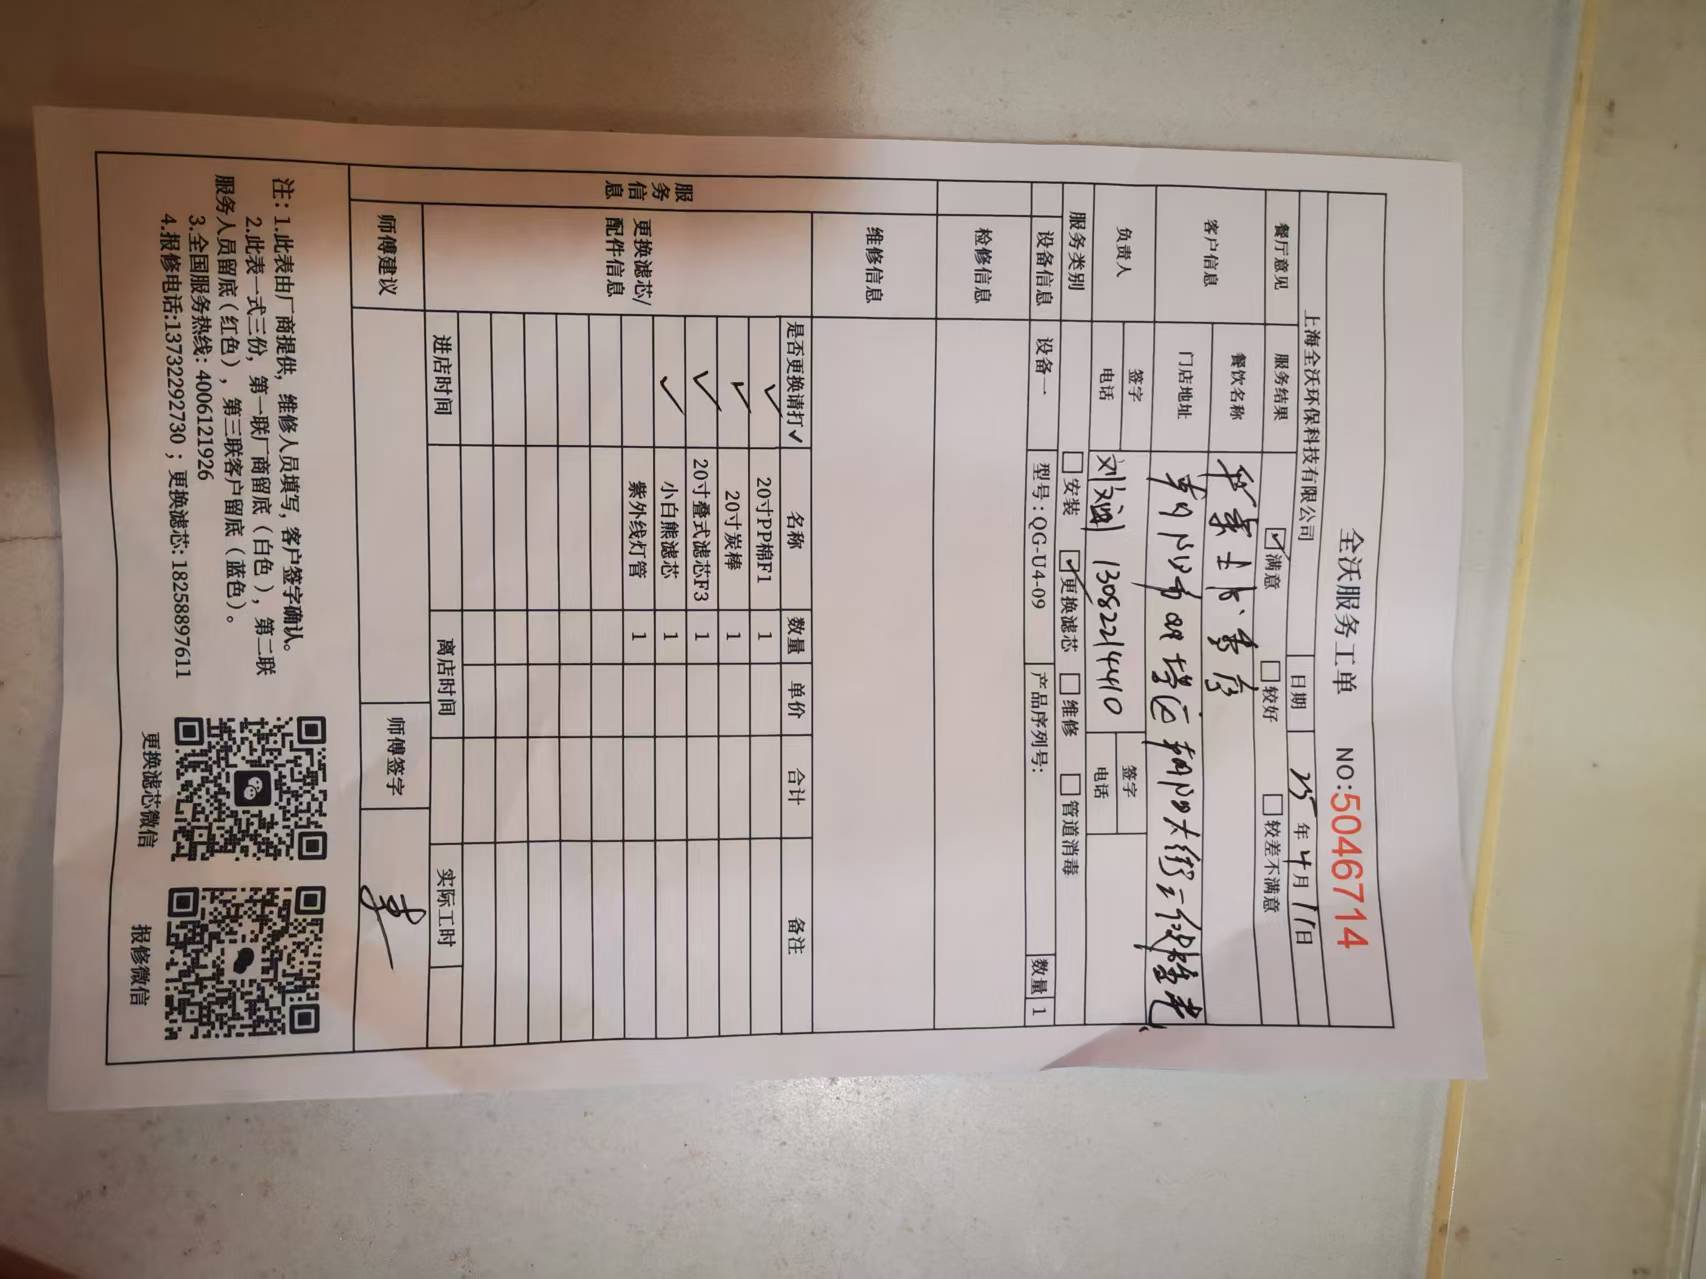 全沃服务工单 NO:5046714
上海全沃环保科技有限公司 日期 25年4月11日
餐厅意见 服务结果 满意 较好 较差不满意
客户信息 餐饮名称
门店地址
负责人 签字 签字
电话 13082214410 电话
服务类别 安装 更换滤芯 维修 管道消毒
设备信息 设备一 型号:QG-U4-09 产品序列号: 数量 1
检修信息
维修信息
服务信息
更换滤芯/配件信息
是否更换请打✓ 名称 数量 单价 合计 备注
✓ 20寸PP棉F1 1
✓ 20寸炭棒 1
✓ 20寸叠式滤芯F3 1
✓ 小白熊滤芯 1
紫外线灯管 1
进店时间 离店时间 实际工时
师傅建议 师傅签字
注:1.此表由厂商提供,维修人员填写,客户签字确认。
2.此表一式三份,第一联厂商留底(白色),第二联
服务人员留底(红色),第三联客户留底(蓝色)。
3.全国服务热线:4006121926
4.报修电话:13732292730;更换滤芯:18258897611
更换滤芯微信 报修微信